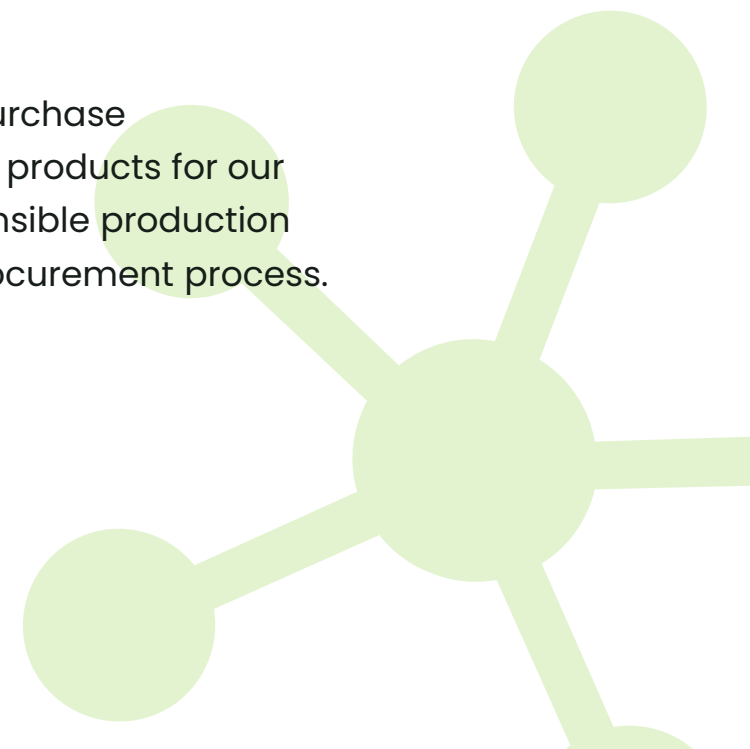 urchase
products for our
nsible production
ocurement process.